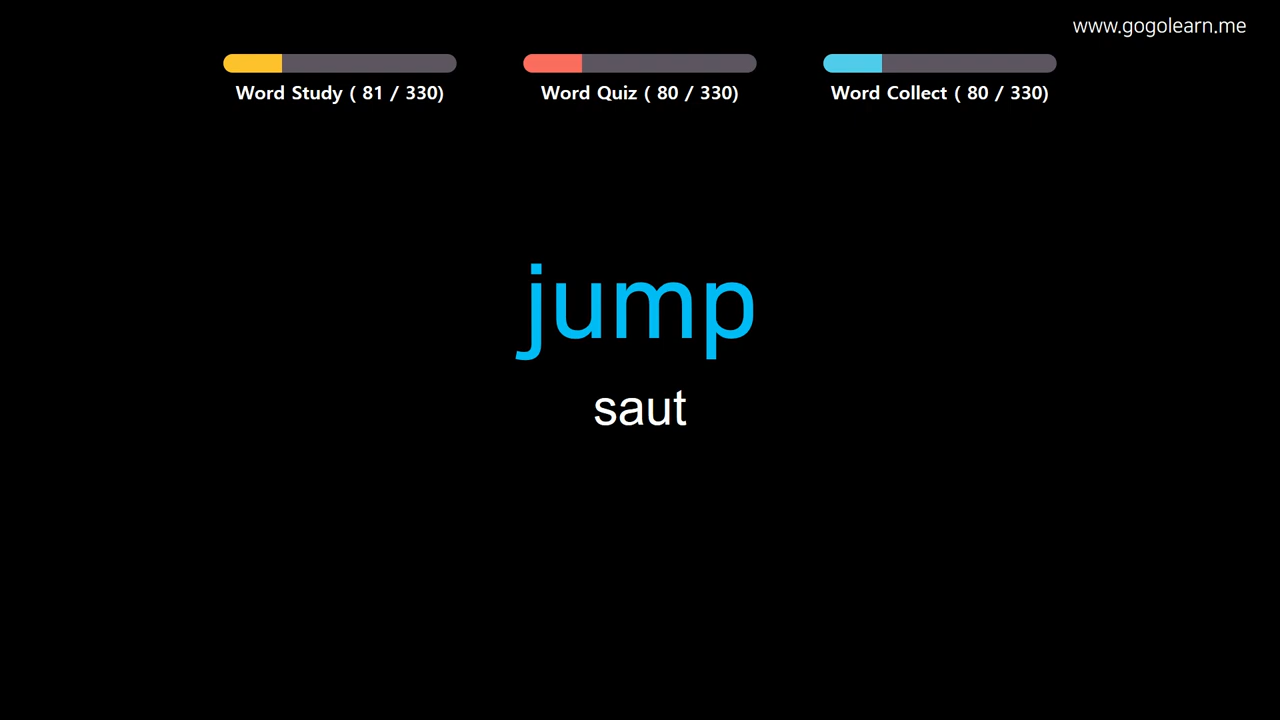 www.gogolearn.me
Word Study ( 81 / 330)
Word Quiz ( 80 / 330)
Word Collect ( 80 / 330)
jump
saut